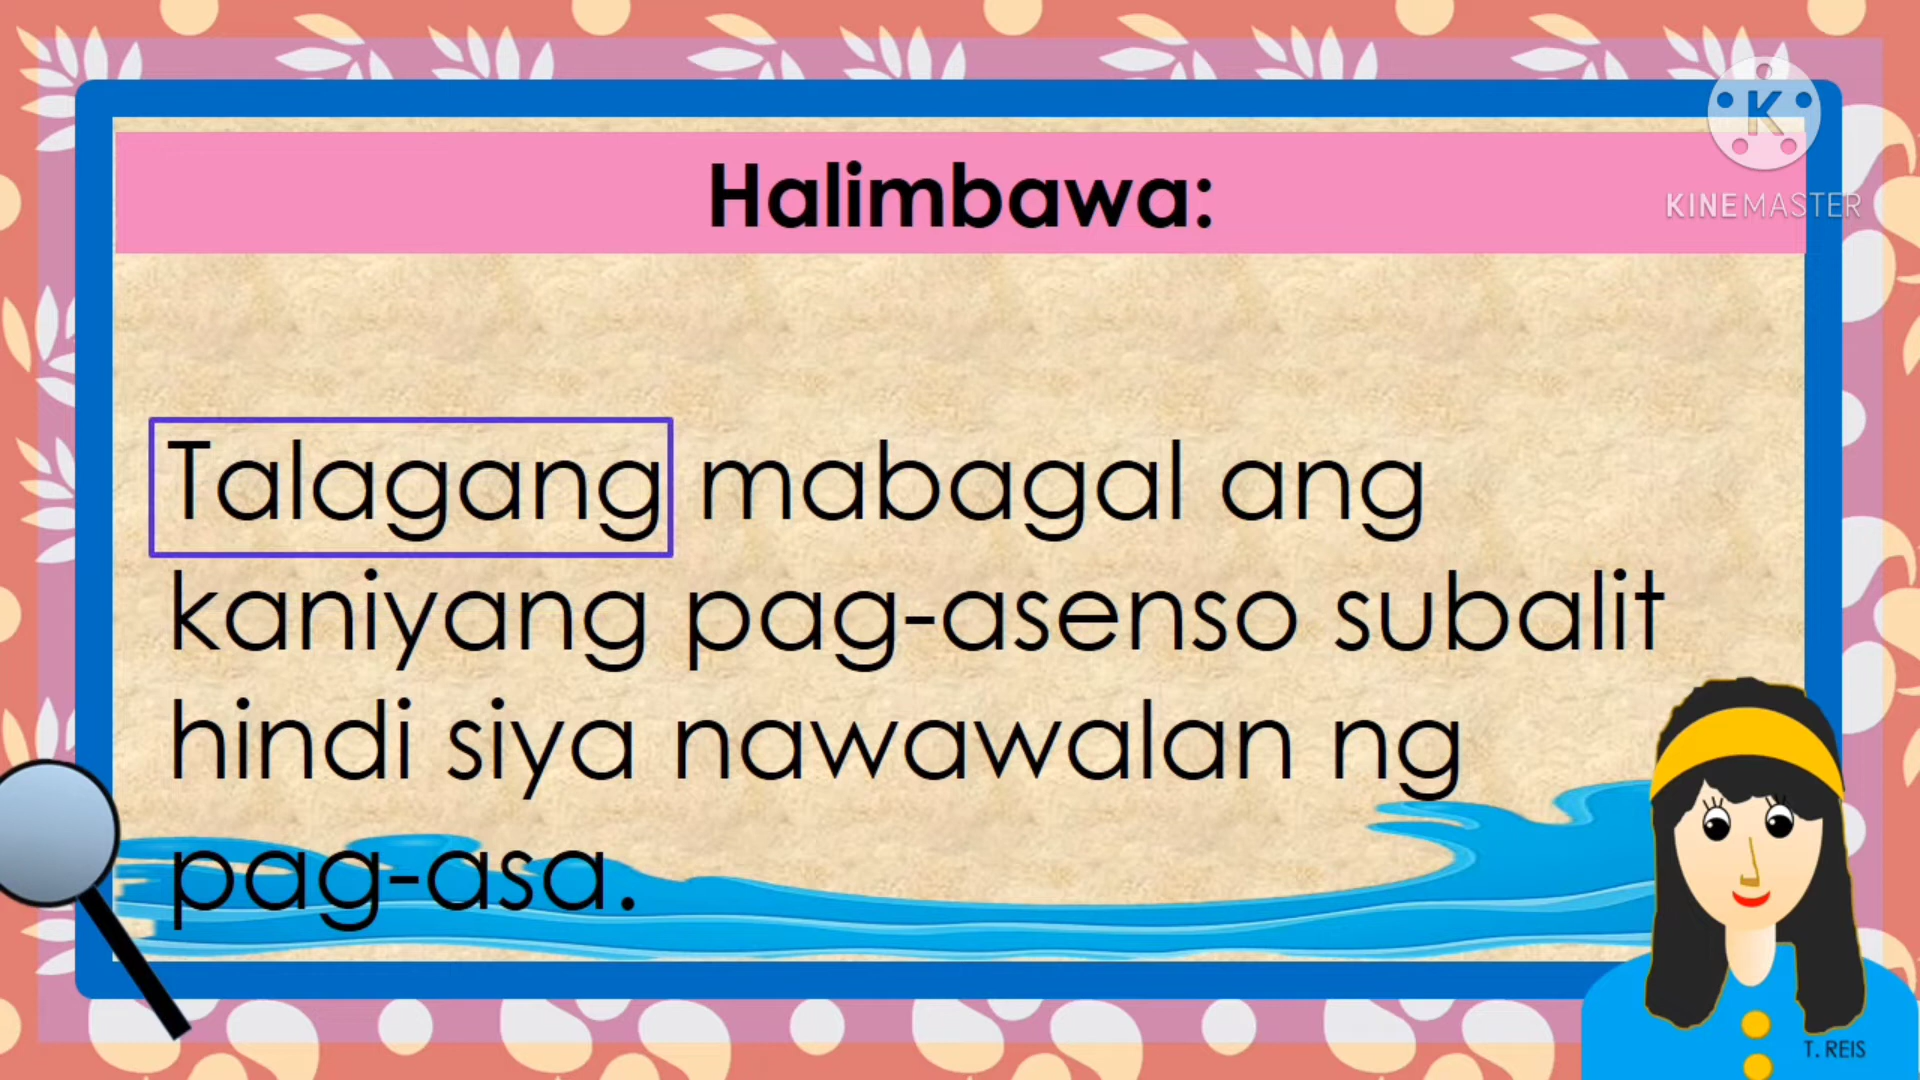 Halimbawa:
K
KINEMASTER
Talagang mabagal ang
kaniyang pag-asenso subalit
hindi siya nawawalan ng
pag-asa.
T. REIS